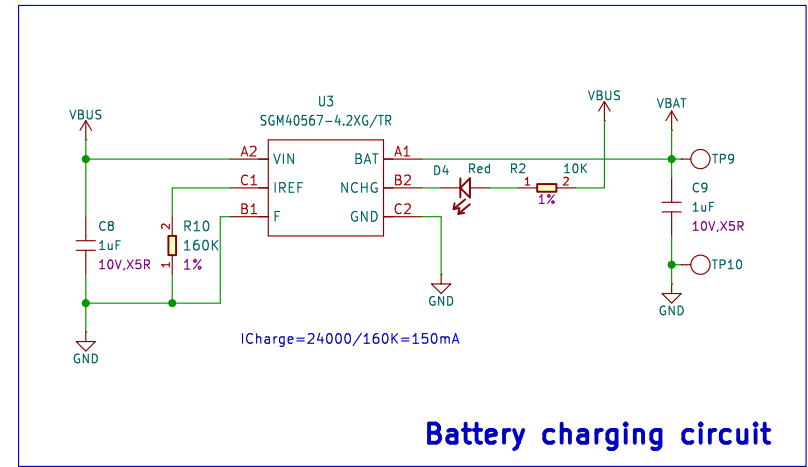 U3
SGM40567-4.2XG/TR
VBUS
VBUS
VBAT
A2 VIN
BAT A1
TP9
C1 IREF
NCHG B2
D4
Red
R2
10K
1
2
1%
B1 F
GND C2
C9
1uF
10V,X5R
C8
1uF
10V,X5R
2
R10
160K
1
1%
TP10
GND
GND
GND
ICharge=24000/160K=150mA
Battery charging circuit